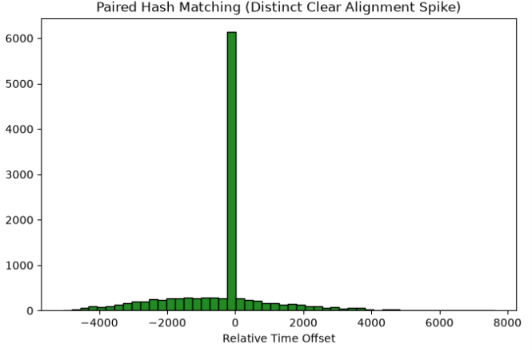 Paired Hash Matching (Distinct Clear Alignment Spike)
6000
5000
4000
3000
2000
1000
0
−4000 −2000 0 2000 4000 6000 8000
Relative Time Offset